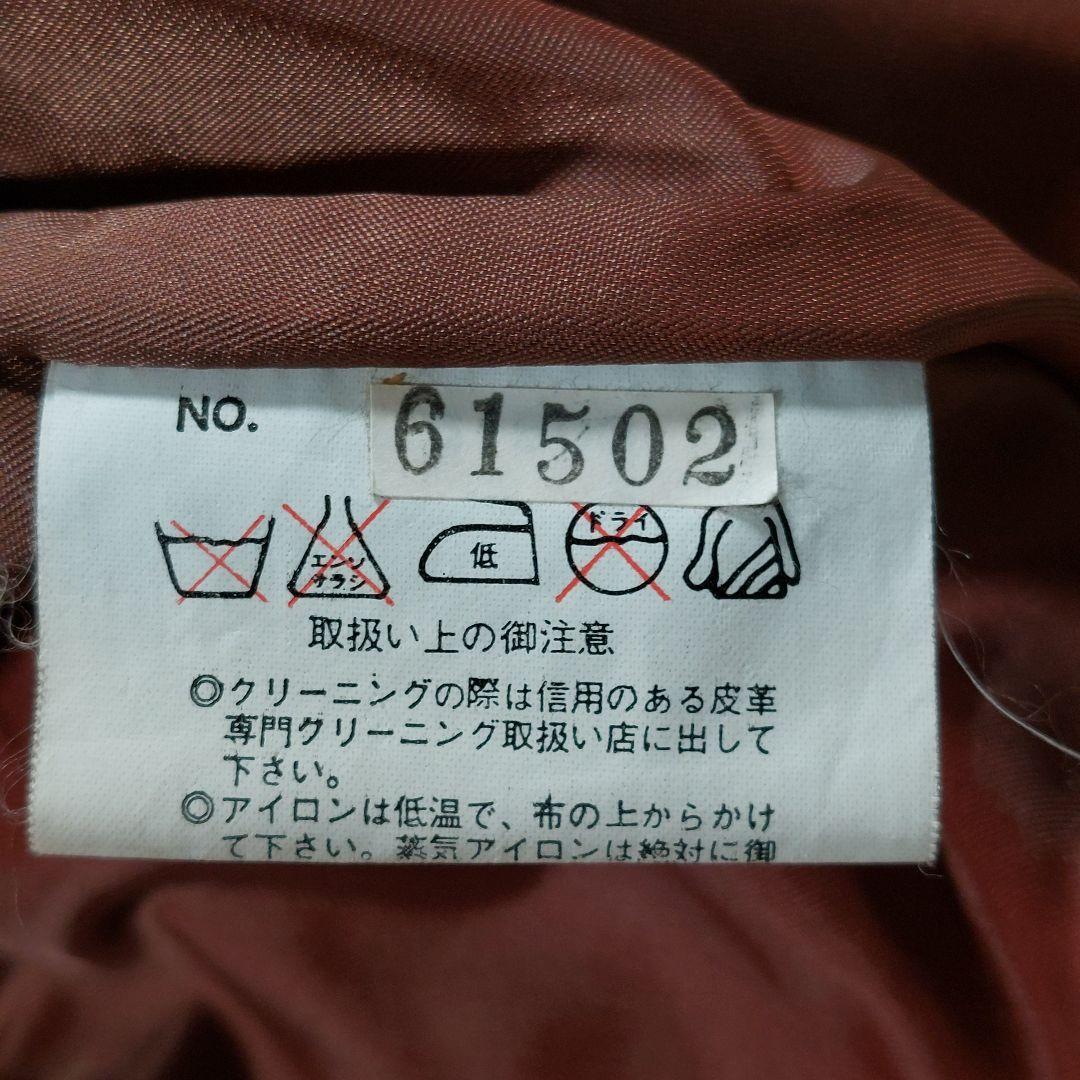 NO. 61502
エンソ
サラシ
低
ドライ
取扱い上の御注意
◎クリーニングの際は信用のある皮革
専門クリーニング取扱い店に出して
下さい。
◎アイロンは低温で、布の上からかけ
て下さい。蒸気アイロンは絶対に御